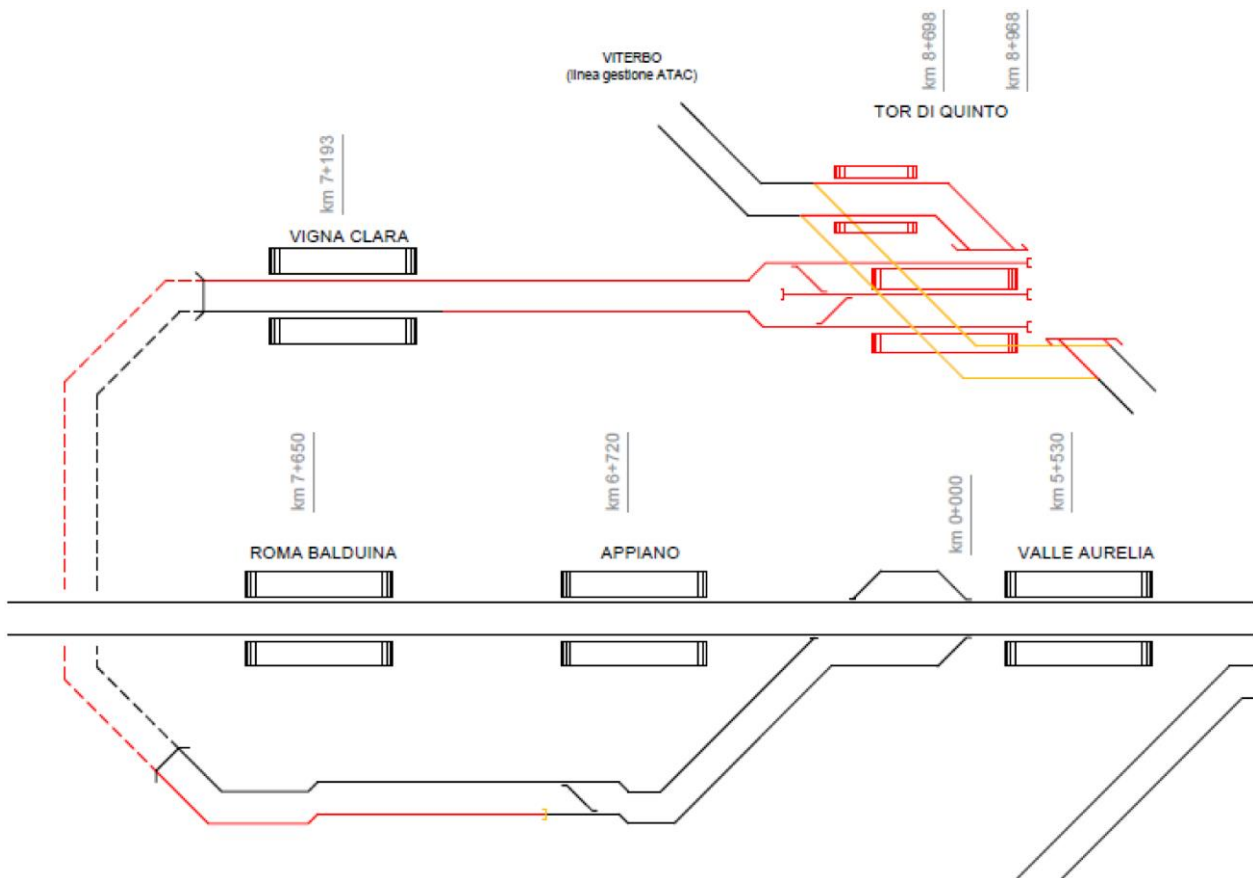 VITERBO
(linea gestione ATAC)
km 8+698
km 8+968
TOR DI QUINTO
km 7+193
VIGNA CLARA
km 7+650
km 6+720
km 0+000
km 5+530
ROMA BALDUINA
APPIANO
VALLE AURELIA